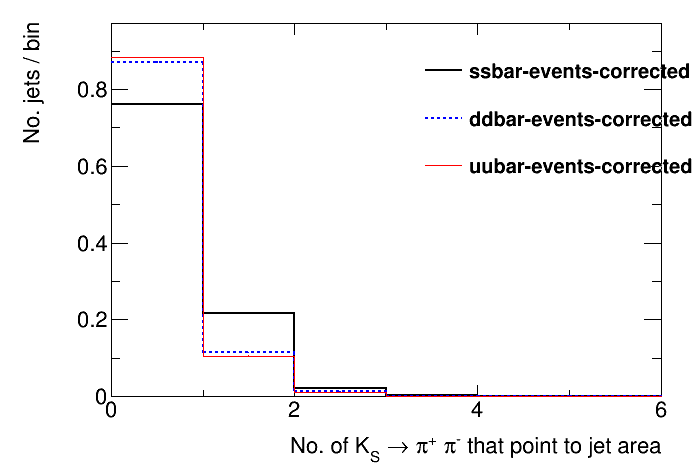 No. jets / bin
0.8
0.6
0.4
0.2
0
0 2 4 6
ssbar-events-corrected
ddbar-events-corrected
uubar-events-corrected
No. of K_S → π⁺ π⁻ that point to jet area